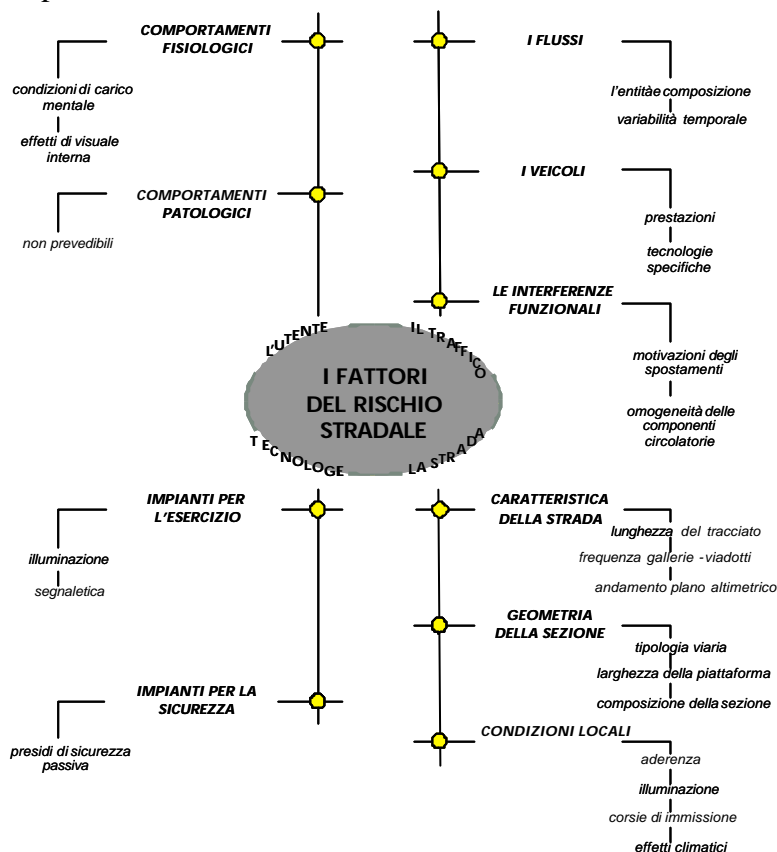 COMPORTAMENTI
FISIOLOGICI
condizioni di carico
mentale
effetti di visuale
interna
COMPORTAMENTI
PATOLOGICI
non prevedibili
I FLUSSI
l'entitàe composizione
variabilità temporale
I VEICOLI
prestazioni
tecnologie
specifiche
LE INTERFERENZE
FUNZIONALI
motivazioni degli
spostamenti
omogeneità delle
componenti
circolatorie
L'UTENTE
IL TRAFFICO
I FATTORI
DEL RISCHIO
STRADALE
TECNOLOGE
LA STRADA
IMPIANTI PER
L'ESERCIZIO
illuminazione
segnaletica
IMPIANTI PER LA
SICUREZZA
presidi di sicurezza
passiva
CARATTERISTICA
DELLA STRADA
lunghezza del tracciato
frequenza gallerie - viadotti
andamento plano altimetrico
GEOMETRIA
DELLA SEZIONE
tipologia viaria
larghezza della piattaforma
composizione della sezione
CONDIZIONI LOCALI
aderenza
illuminazione
corsie di immissione
effetti climatici